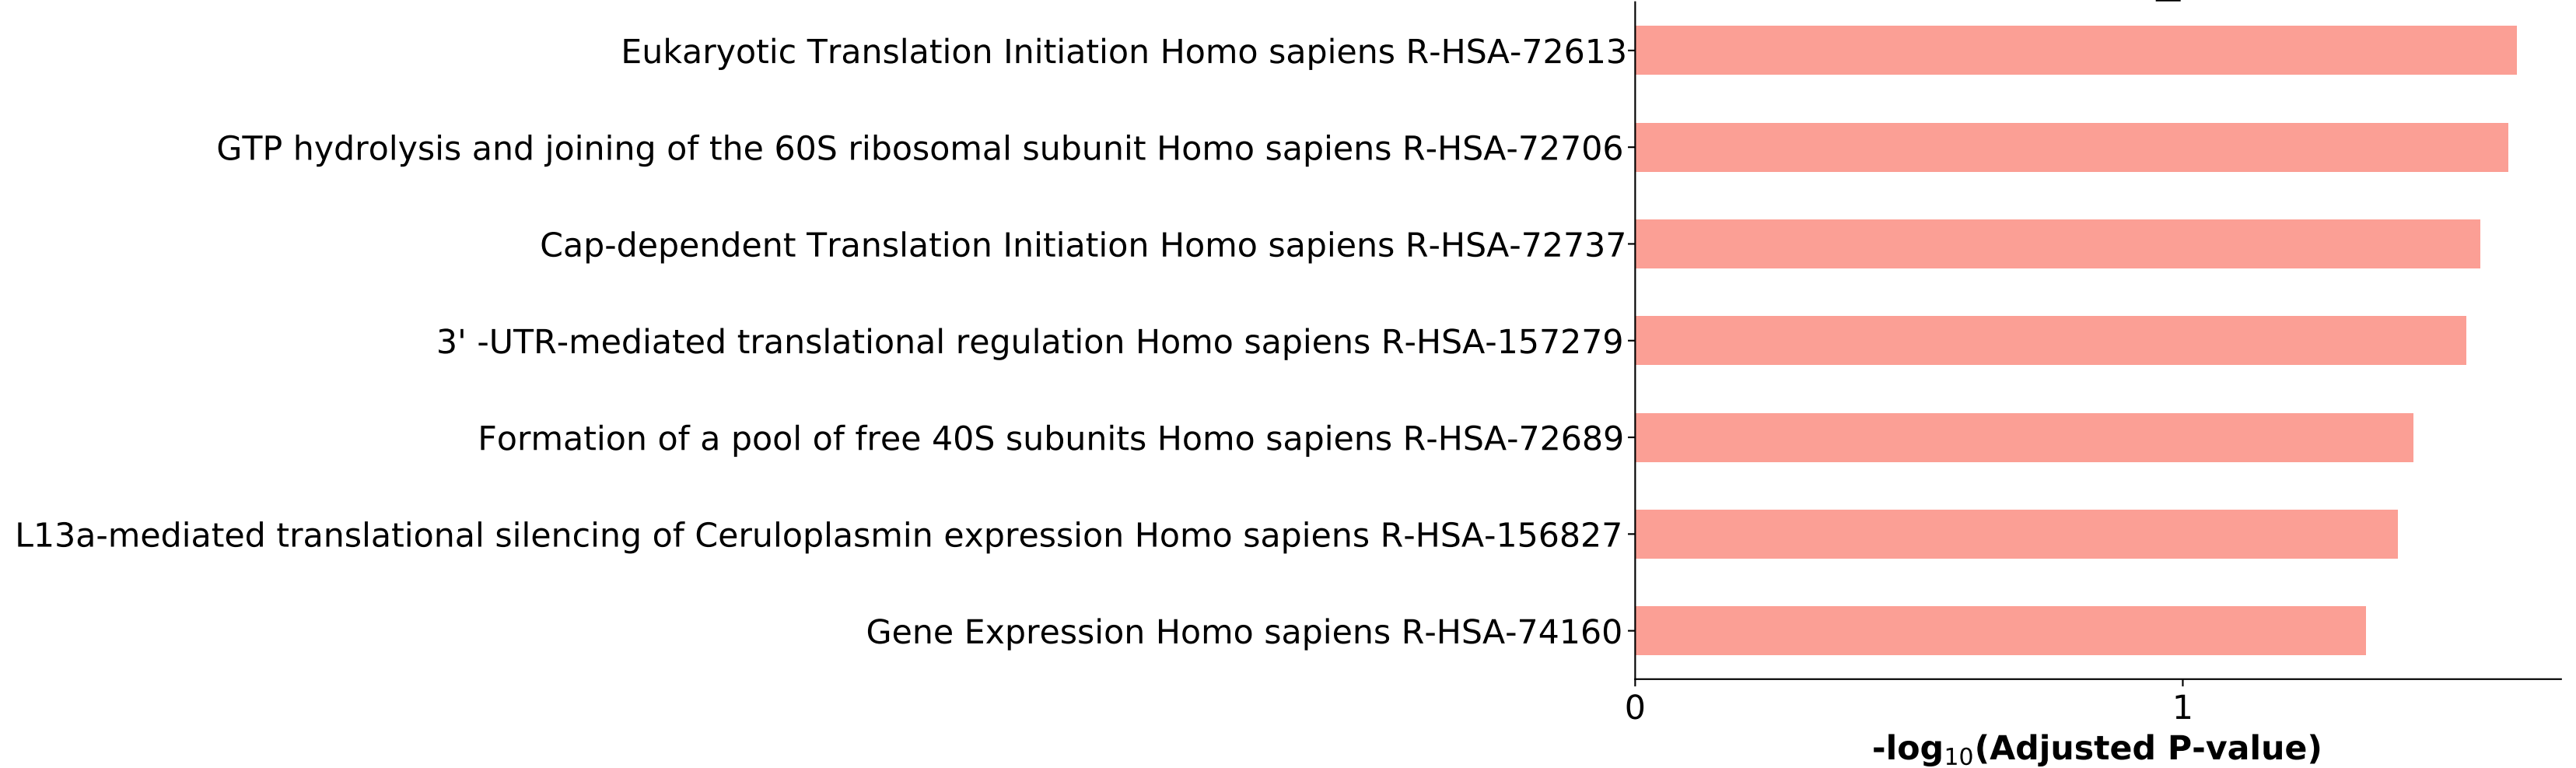 Eukaryotic Translation Initiation Homo sapiens R-HSA-72613
GTP hydrolysis and joining of the 60S ribosomal subunit Homo sapiens R-HSA-72706
Cap-dependent Translation Initiation Homo sapiens R-HSA-72737
3' -UTR-mediated translational regulation Homo sapiens R-HSA-157279
Formation of a pool of free 40S subunits Homo sapiens R-HSA-72689
L13a-mediated translational silencing of Ceruloplasmin expression Homo sapiens R-HSA-156827
Gene Expression Homo sapiens R-HSA-74160
0 1
-log₁₀(Adjusted P-value)